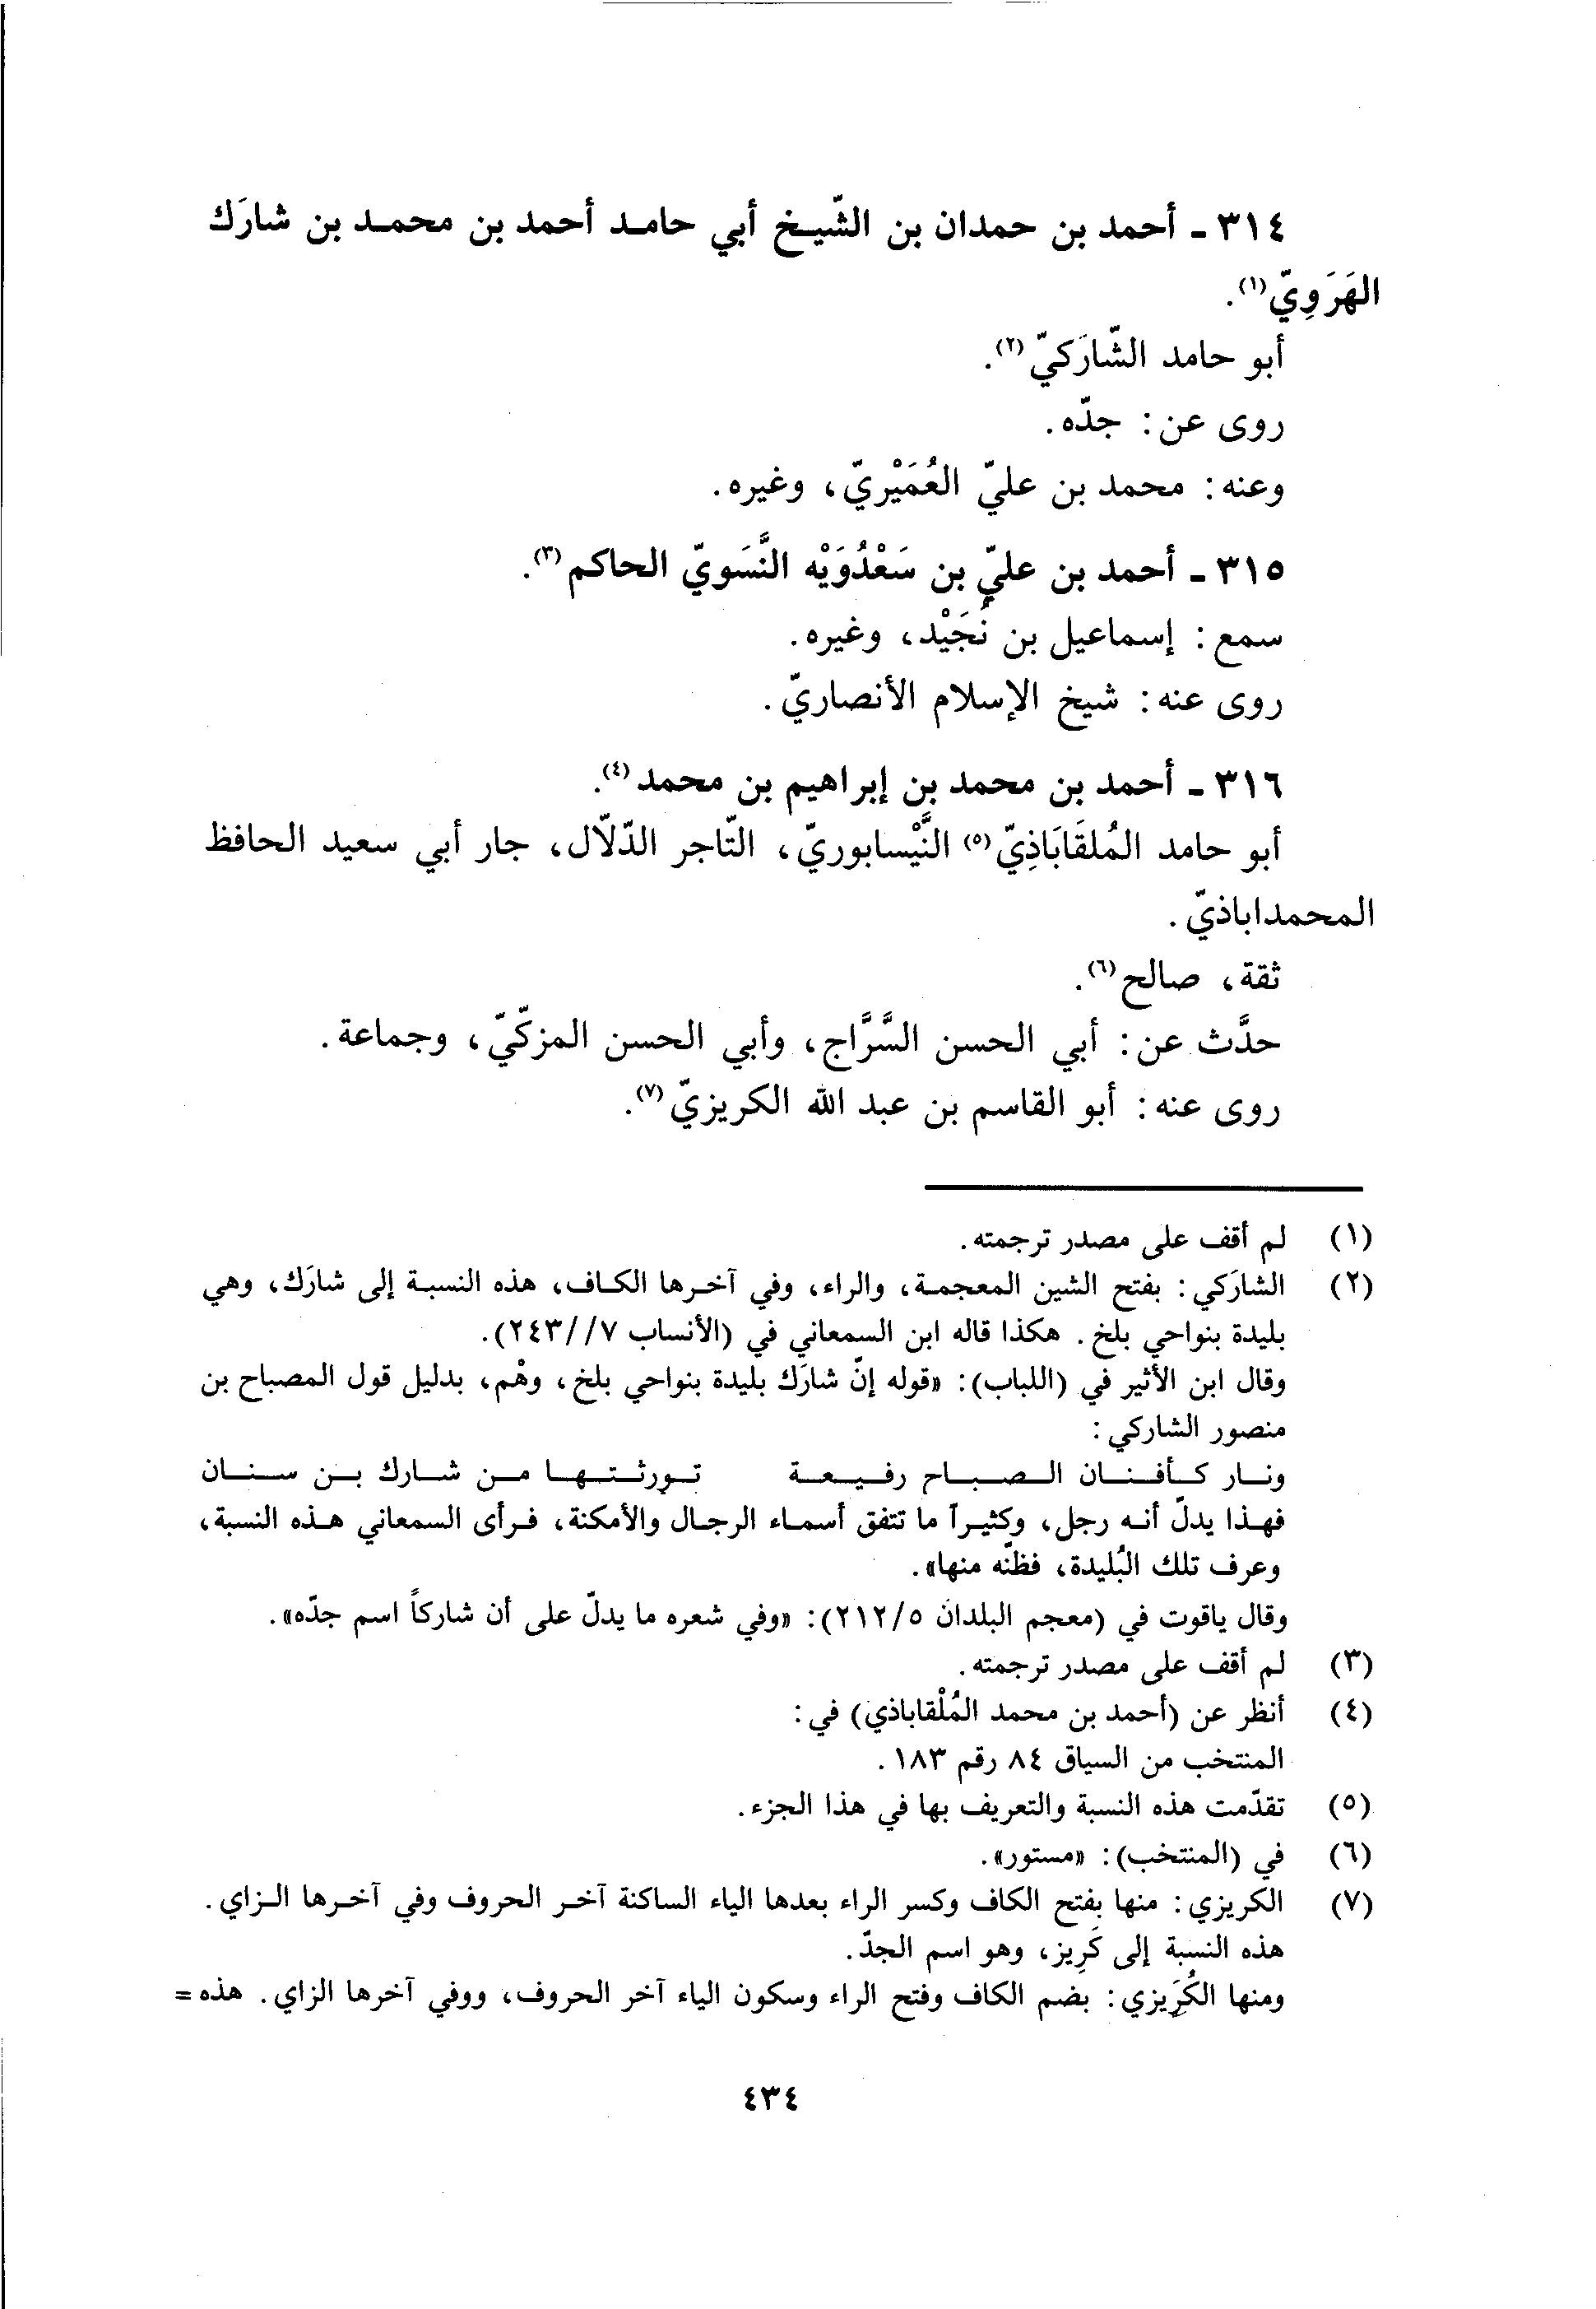 ٣١٤ - أحمد بن حمدان بن الشّيخ أبي حامد أحمد بن محمد بن شارَك
الهَرَوِيّ(١).
أبو حامد الشّارَكيّ(٢).
روى عن: جدّه.
وعنه: محمد بن عليّ العُمَيْريّ، وغيره.
٣١٥ - أحمد بن عليّ بن سَعْدُوَيْه النَّسَويّ الحاكم(٣).
سمع: إسماعيل بن نُجَيْد، وغيره.
روى عنه: شيخ الإسلام الأنصاريّ.
٣١٦ - أحمد بن محمد بن إبراهيم بن محمد(٤).
أبو حامد المُلقَابَاذِيّ(٥) النَّيْسابوريّ، التّاجر الدّلاّل، جار أبي سعيد الحافظ
المحمداباذيّ.
ثقة، صالح(٦).
حدَّث عن: أبي الحسن السَّرَّاج، وأبي الحسن المزكّيّ، وجماعة.
روى عنه: أبو القاسم بن عبد الله الكريزيّ(٧).
(١) لم أقف على مصدر ترجمته.
(٢) الشارَكي: بفتح الشين المعجمة، والراء، وفي آخرها الكاف، هذه النسبة إلى شارَك، وهي
بليدة بنواحي بلخ. هكذا قاله ابن السمعاني في (الأنساب ٧//٢٤٣).
وقال ابن الأثير في (اللباب): «قوله إنّ شارَك بليدة بنواحي بلخ، وهْم، بدليل قول المصباح بن
منصور الشاركي:
ونار كأفنان الصباح رفيعة تورثتها من شارك بن سنان
فهذا يدلّ أنه رجل، وكثيراً ما تتفق أسماء الرجال والأمكنة، فرأى السمعاني هذه النسبة،
وعرف تلك البُليدة، فظنّه منها».
وقال ياقوت في (معجم البلدان ٢١٢/٥): «وفي شعره ما يدلّ على أن شاركاً اسم جدّه».
(٣) لم أقف على مصدر ترجمته.
(٤) أنظر عن (أحمد بن محمد المُلْقاباذي) في:
المنتخب من السياق ٨٤ رقم ١٨٣.
(٥) تقدّمت هذه النسبة والتعريف بها في هذا الجزء.
(٦) في (المنتخب): «مستور».
(٧) الكريزي: منها بفتح الكاف وكسر الراء بعدها الياء الساكنة آخر الحروف وفي آخرها الزاي.
هذه النسبة إلى كَرِيز، وهو اسم الجدّ.
ومنها الكُرَيزي: بضم الكاف وفتح الراء وسكون الياء آخر الحروف، ووفي آخرها الزاي. هذه =
٤٣٤